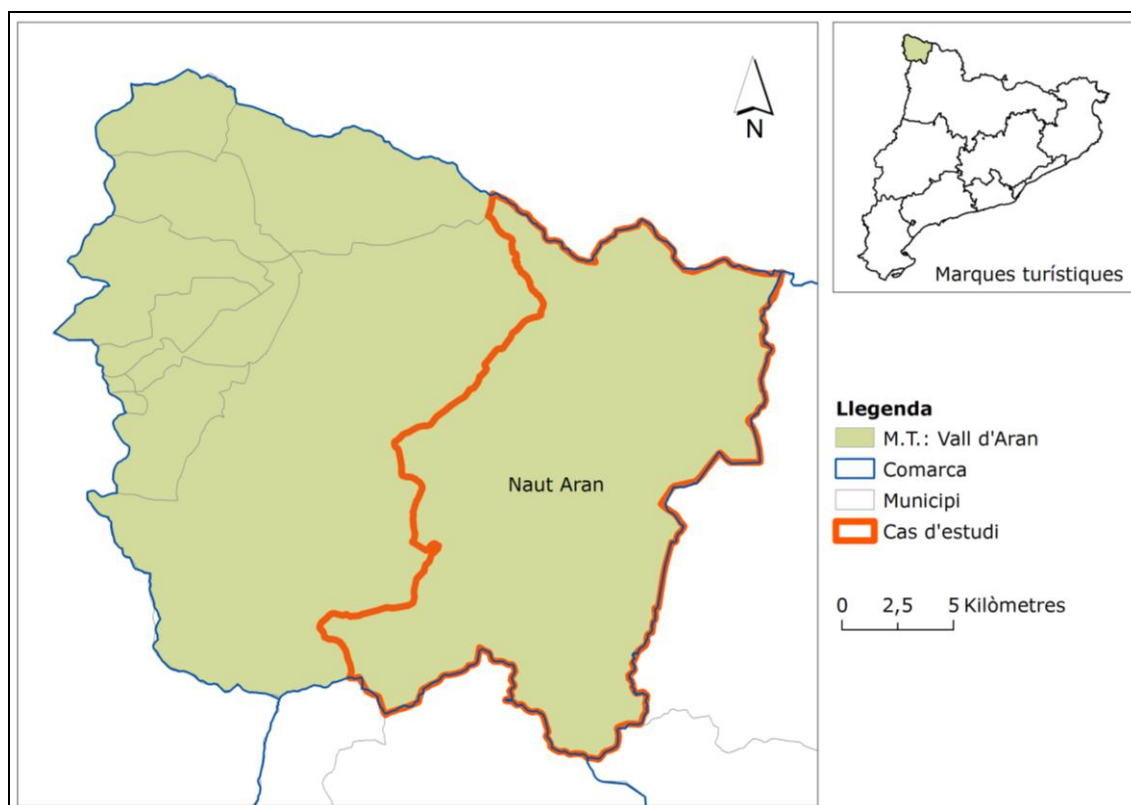 N
Naut Aran
Marques turístiques
Llegenda
M.T.: Vall d'Aran
Comarca
Municipi
Cas d'estudi
0 2,5 5 Kilòmetres